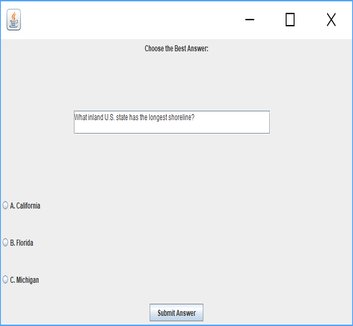 Choose the Best Answer:
What inland U.S. state has the longest shoreline?
A. California
B. Florida
C. Michigan
Submit Answer